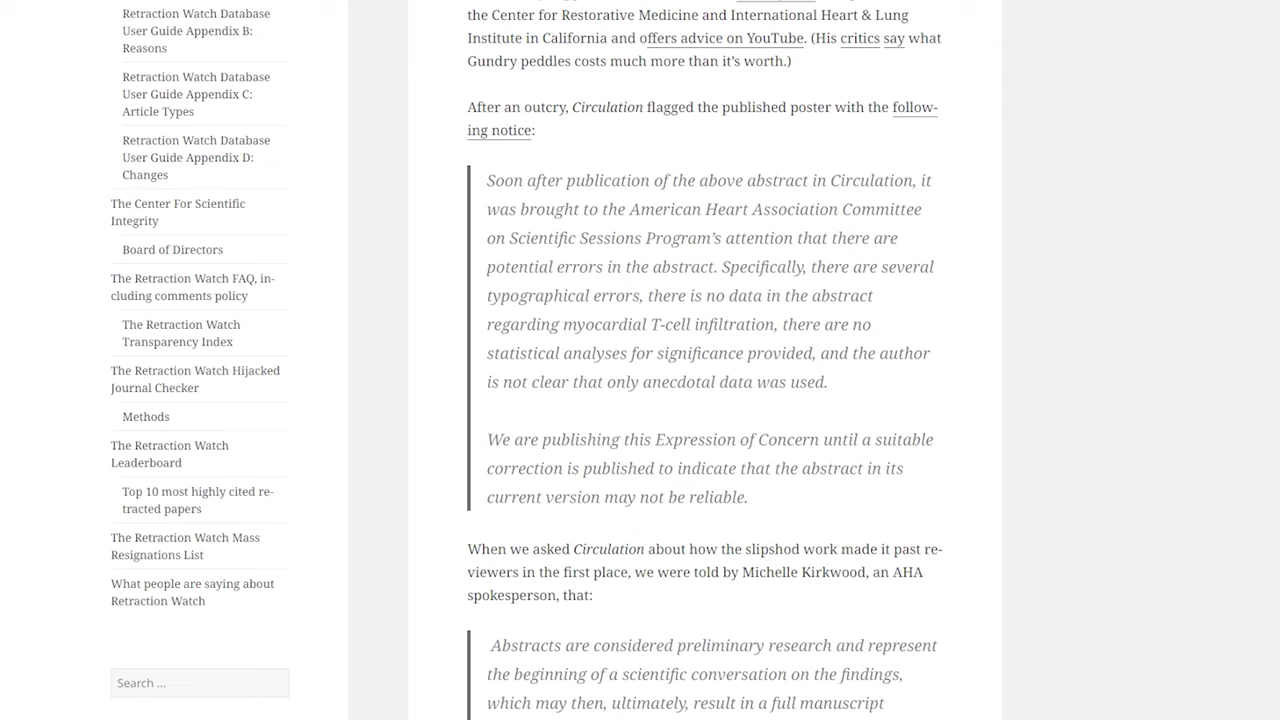 Retraction Watch Database
User Guide Appendix B:
Reasons
Retraction Watch Database
User Guide Appendix C:
Article Types
Retraction Watch Database
User Guide Appendix D:
Changes
The Center For Scientific
Integrity
Board of Directors
The Retraction Watch FAQ, in-
cluding comments policy
The Retraction Watch
Transparency Index
The Retraction Watch Hijacked
Journal Checker
Methods
The Retraction Watch
Leaderboard
Top 10 most highly cited re-
tracted papers
The Retraction Watch Mass
Resignations List
What people are saying about
Retraction Watch
Search ...
the Center for Restorative Medicine and International Heart & Lung
Institute in California and offers advice on YouTube. (His critics say what
Gundry peddles costs much more than it’s worth.)
After an outcry, Circulation flagged the published poster with the follow-
ing notice:
Soon after publication of the above abstract in Circulation, it
was brought to the American Heart Association Committee
on Scientific Sessions Program’s attention that there are
potential errors in the abstract. Specifically, there are several
typographical errors, there is no data in the abstract
regarding myocardial T-cell infiltration, there are no
statistical analyses for significance provided, and the author
is not clear that only anecdotal data was used.
We are publishing this Expression of Concern until a suitable
correction is published to indicate that the abstract in its
current version may not be reliable.
When we asked Circulation about how the slipshod work made it past re-
viewers in the first place, we were told by Michelle Kirkwood, an AHA
spokesperson, that:
Abstracts are considered preliminary research and represent
the beginning of a scientific conversation on the findings,
which may then, ultimately, result in a full manuscript